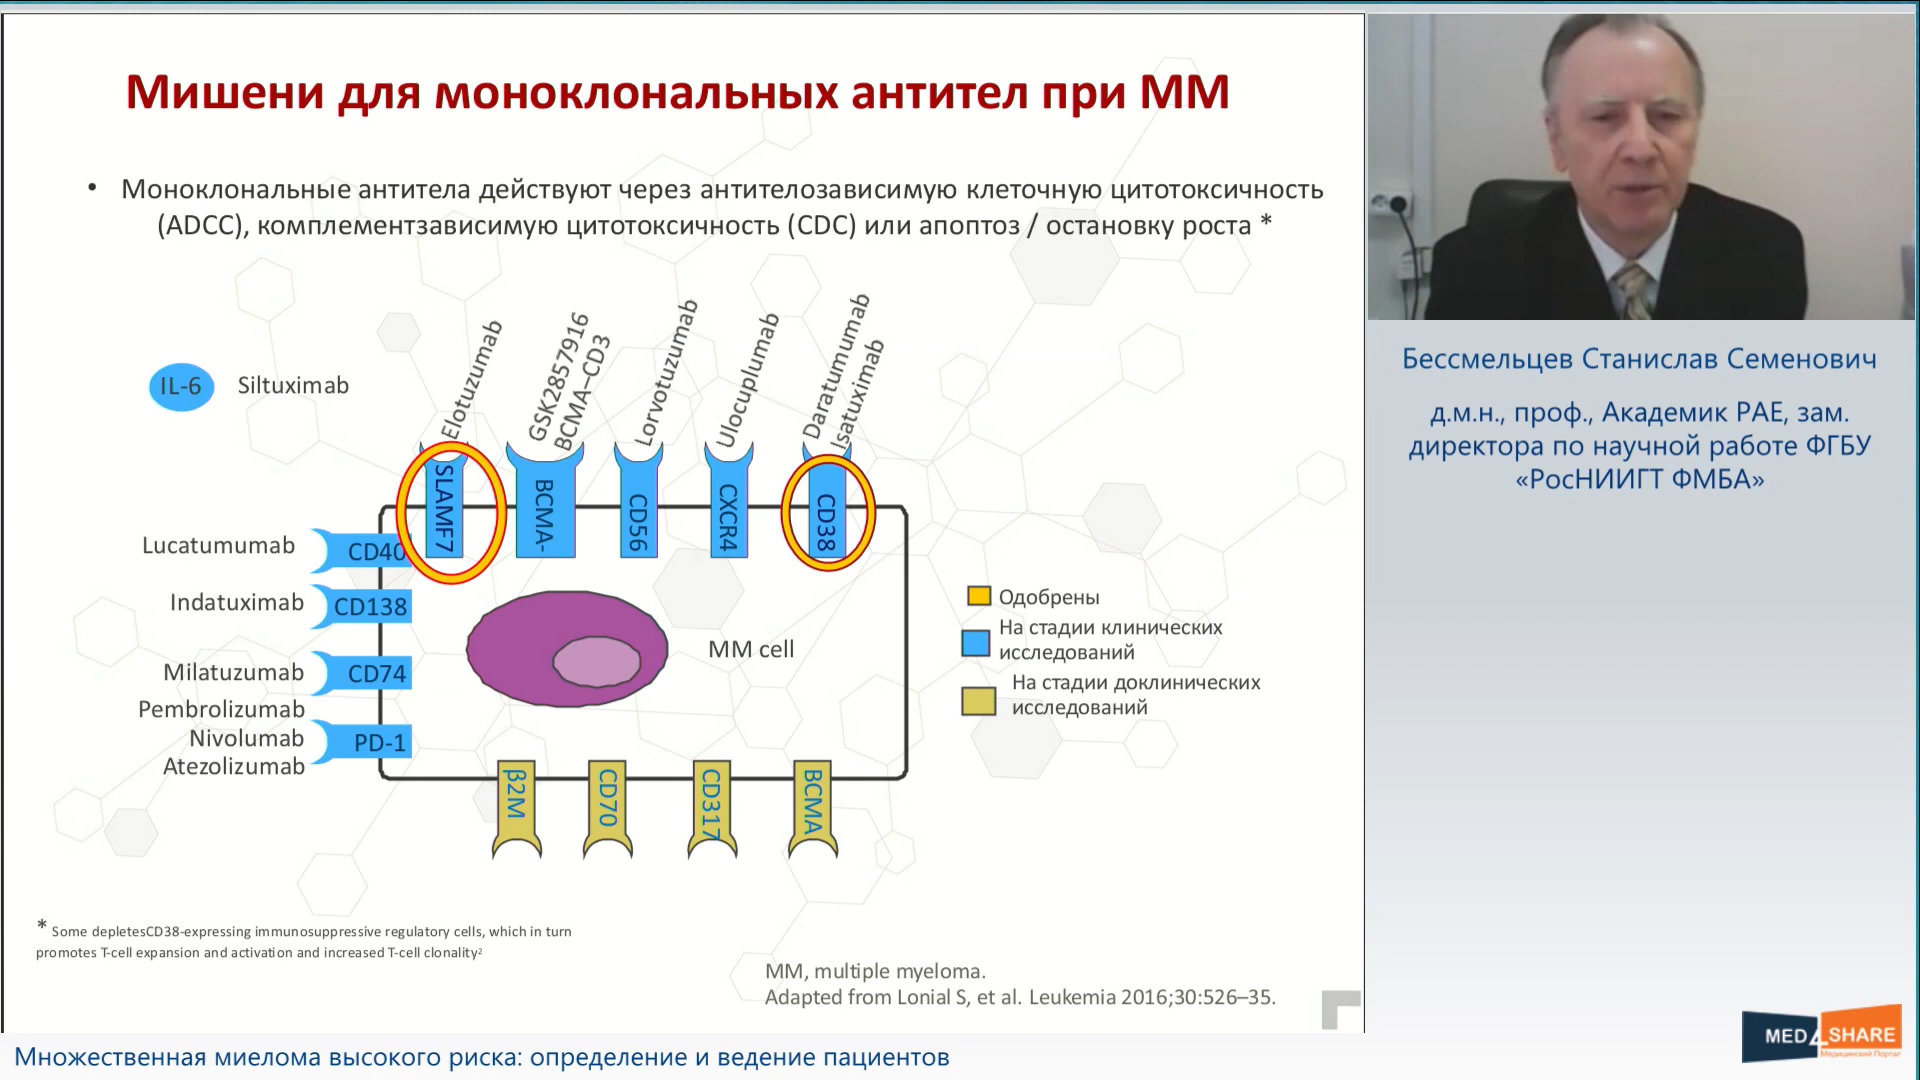 Мишени для моноклональных антител при ММ
• Моноклональные антитела действуют через антителозависимую клеточную цитотоксичность
(ADCC), комплементзависимую цитотоксичность (CDC) или апоптоз / остановку роста *
IL-6
Siltuximab
Elotuzumab
GSK2857916
BCMA–CD3
Lorvotuzumab
Ulocuplumab
Daratumumab
Isatuximab
SLAMF7
BCMA-
CD56
CXCR4
CD38
Lucatumumab
CD40
Indatuximab
CD138
Milatuzumab
CD74
Pembrolizumab
Nivolumab
Atezolizumab
PD-1
MM cell
β2M
CD70
CD317
BCMA
Одобрены
На стадии клинических
исследований
На стадии доклинических
исследований
* Some depletesCD38-expressing immunosuppressive regulatory cells, which in turn
promotes T-cell expansion and activation and increased T-cell clonality²
MM, multiple myeloma.
Adapted from Lonial S, et al. Leukemia 2016;30:526–35.
Бессмельцев Станислав Семенович
д.м.н., проф., Академик РАЕ, зам.
директора по научной работе ФГБУ
«РосНИИГТ ФМБА»
MED4SHARE
Медицинский Портал
Множественная миелома высокого риска: определение и ведение пациентов